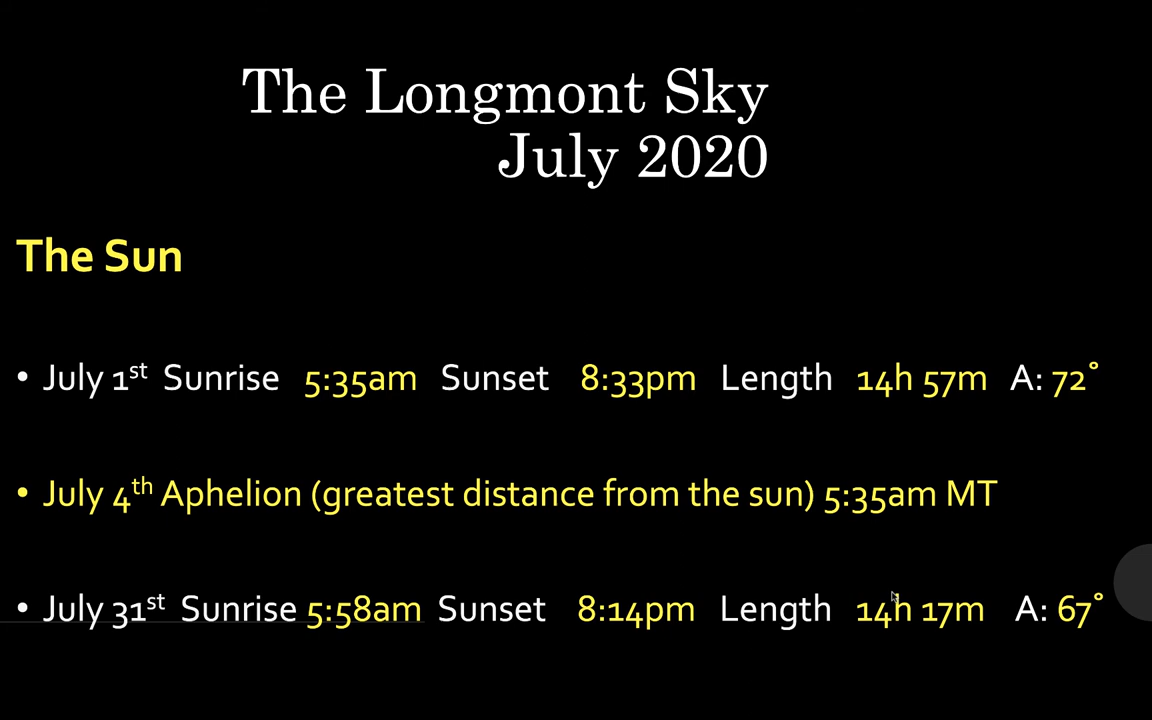 The Longmont Sky
July 2020
The Sun
• July 1st Sunrise 5:35am Sunset 8:33pm Length 14h 57m A: 72˚
• July 4th Aphelion (greatest distance from the sun) 5:35am MT
• July 31st Sunrise 5:58am Sunset 8:14pm Length 14h 17m A: 67˚